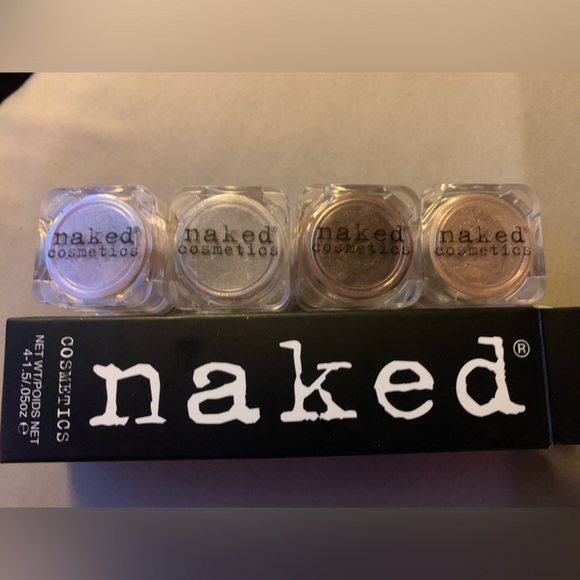 naked®
cosmetics
naked®
cosmetics
naked®
cosmetics
naked®
cosmetics
naked®
COSMETICS
NET WT/POIDS NET
4-1.5/.05oz ℮